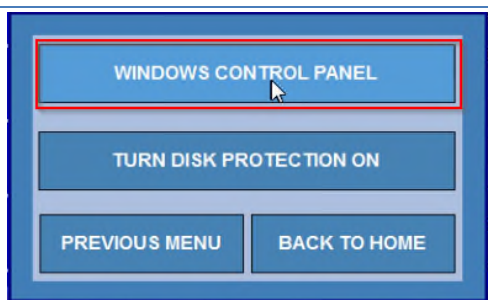 WINDOWS CONTROL PANEL
TURN DISK PROTECTION ON
PREVIOUS MENU
BACK TO HOME